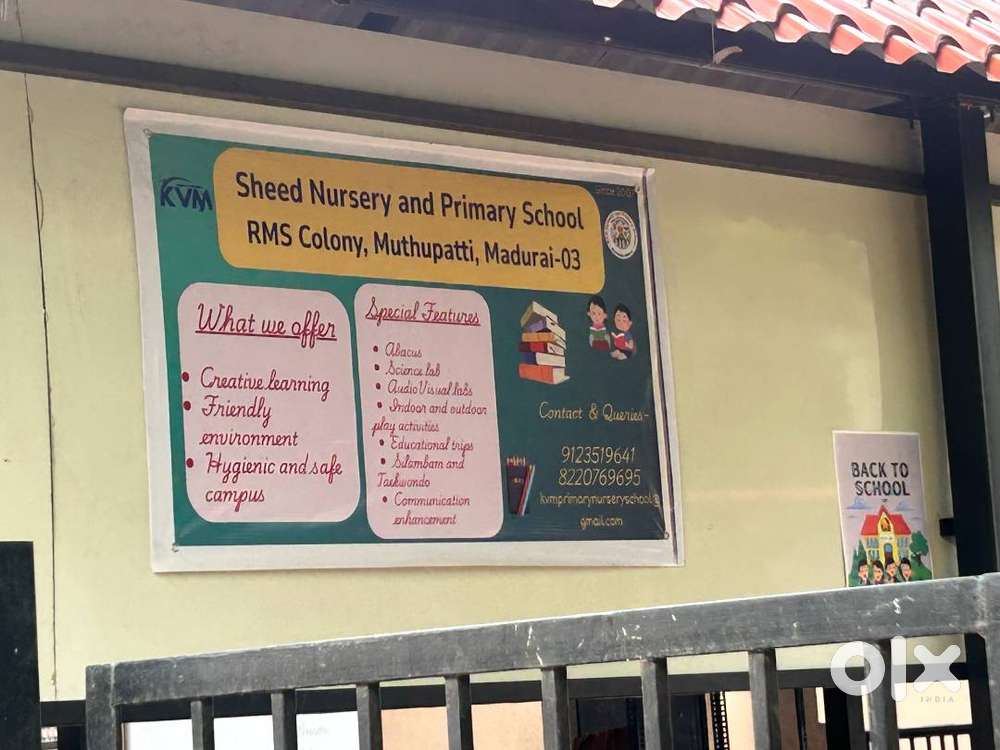 KVM
Sheed Nursery and Primary School
RMS Colony, Muthupatti, Madurai-03
What we offer
• Creative learning
• Friendly
environment
• Hygienic and safe
campus
Special Features
• Abacus
• Science lab
• Audio Visual labs
• Indoor and outdoor
play activities
• Educational trips
• Silambam and
Taekwondo
• Communication
enhancement
Contact & Queries-
9123519641
8220769695
kvmprimarynurseryschool@
gmail.com
BACK TO
SCHOOL
olx
INDIA